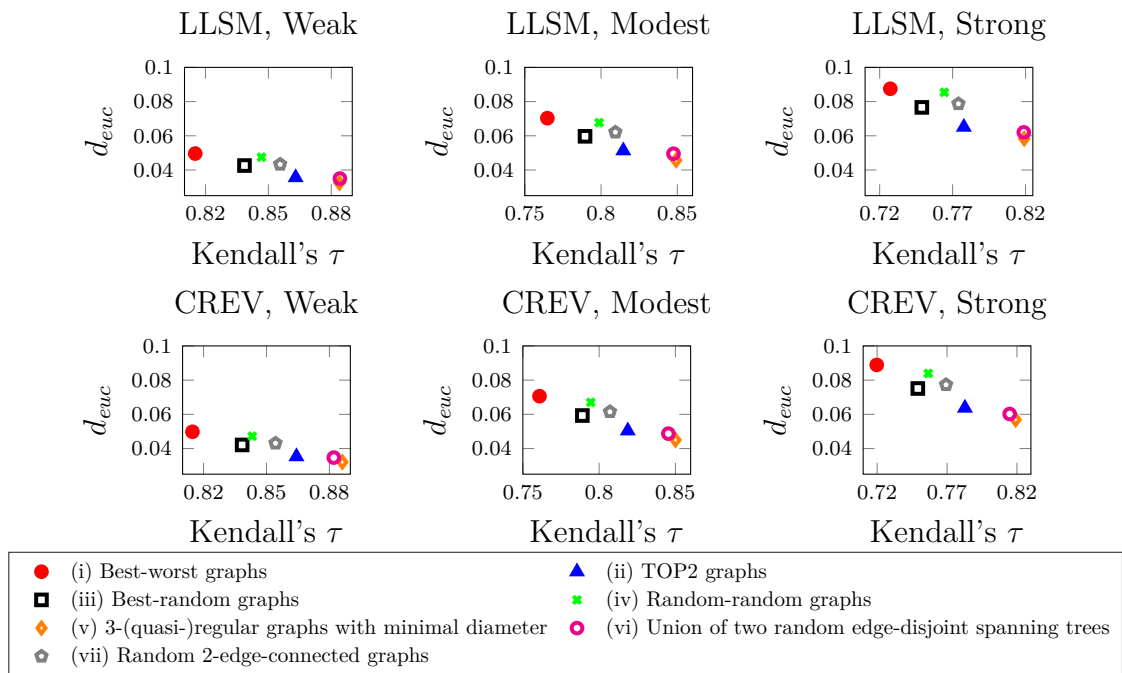 LLSM, Weak
LLSM, Modest
LLSM, Strong
0.1
0.08
0.06
0.04
d_euc
0.82 0.85 0.88
Kendall's τ
0.1
0.08
0.06
0.04
d_euc
0.75 0.8 0.85
Kendall's τ
0.1
0.08
0.06
0.04
d_euc
0.72 0.77 0.82
Kendall's τ
CREV, Weak
CREV, Modest
CREV, Strong
0.1
0.08
0.06
0.04
d_euc
0.82 0.85 0.88
Kendall's τ
0.1
0.08
0.06
0.04
d_euc
0.75 0.8 0.85
Kendall's τ
0.1
0.08
0.06
0.04
d_euc
0.72 0.77 0.82
Kendall's τ
(i) Best-worst graphs
(ii) TOP2 graphs
(iii) Best-random graphs
(iv) Random-random graphs
(v) 3-(quasi-)regular graphs with minimal diameter
(vi) Union of two random edge-disjoint spanning trees
(vii) Random 2-edge-connected graphs